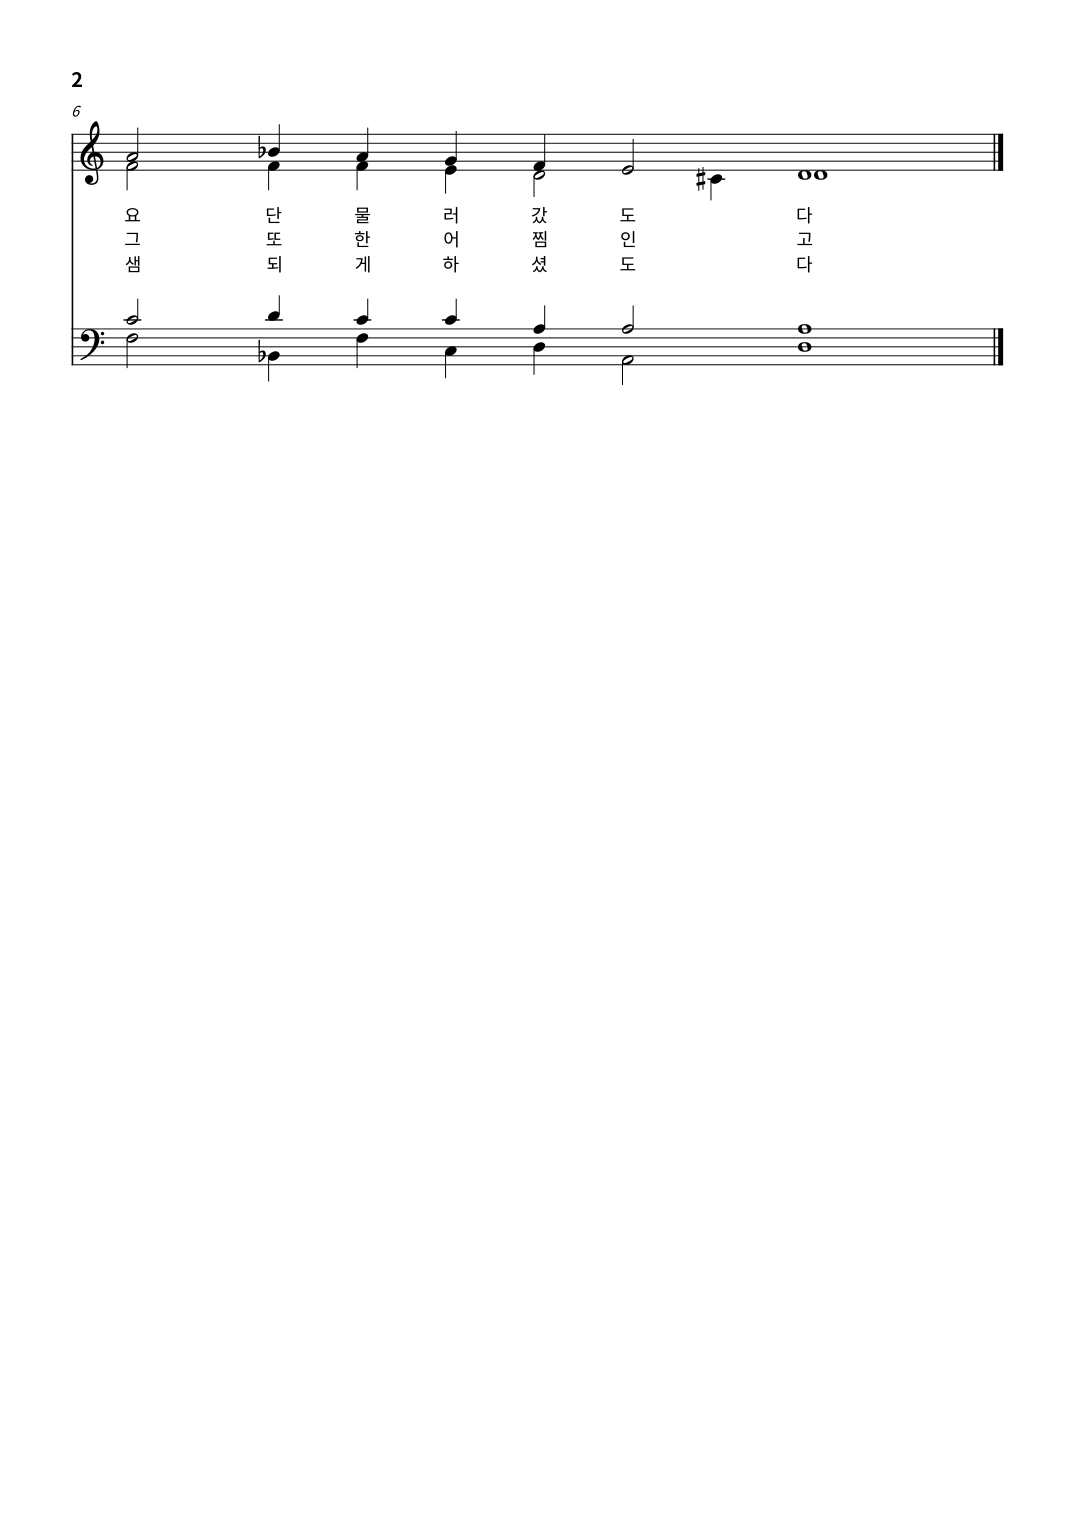 2
6
요 단 물 러 갔 도 다
그 또 한 어 찜 인 고
샘 되 게 하 셨 도 다